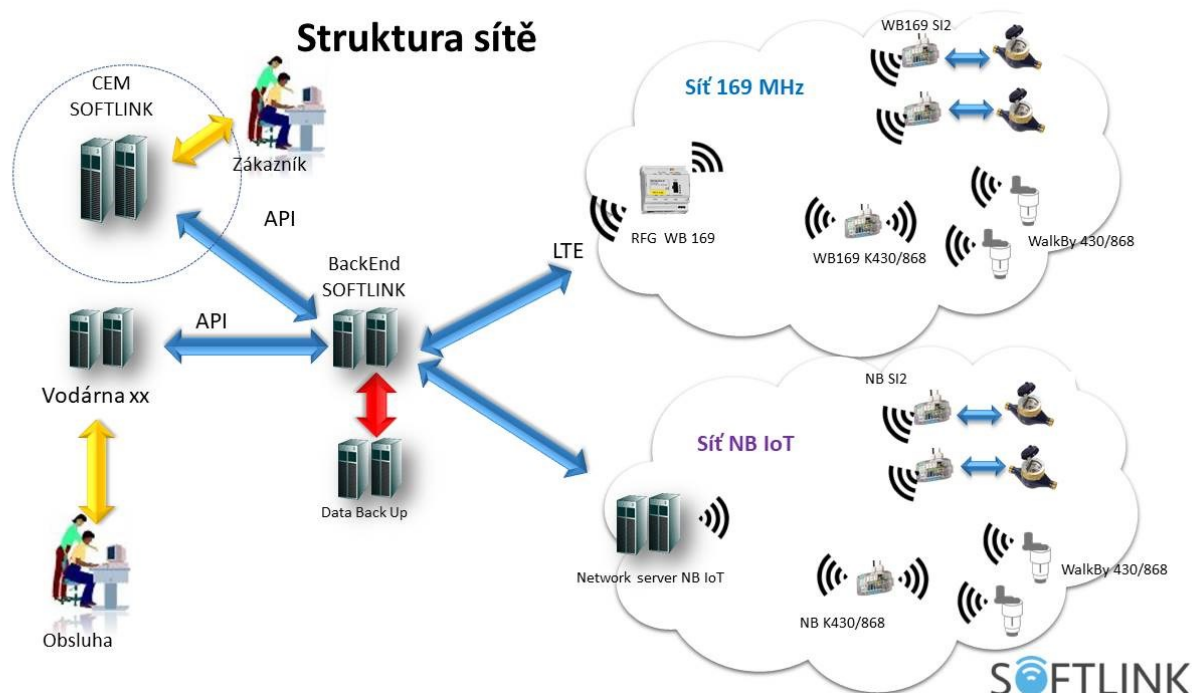 Struktura sítě
CEM
SOFTLINK
Zákazník
API
BackEnd
SOFTLINK
API
Vodárna xx
Data Back Up
Obsluha
LTE
Síť 169 MHz
WB169 SI2
RFG WB 169
WB169 K430/868
WalkBy 430/868
Síť NB IoT
NB SI2
Network server NB IoT
NB K430/868
WalkBy 430/868
SOFTLINK